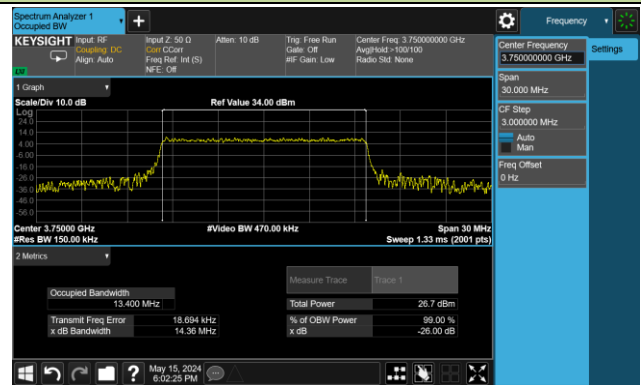 Spectrum Analyzer 1
Occupied BW
Frequency
KEYSIGHT
Input: RF
Coupling: DC
Align: Auto
Input Z: 50 Ω
Corr CCorr
Freq Ref: Int (S)
NFE: Off
Atten: 10 dB
Trig: Free Run
Gate: Off
#IF Gain: Low
Center Freq: 3.750000000 GHz
Avg|Hold:>100/100
Radio Std: None
Center Frequency
3.750000000 GHz
Settings
Span
30.000 MHz
CF Step
3.000000 MHz
Auto
Man
Freq Offset
0 Hz
1 Graph
Scale/Div 10.0 dB
Ref Value 34.00 dBm
Log
24.0
14.0
4.00
-6.00
-16.0
-26.0
-36.0
-46.0
-56.0
Center 3.75000 GHz
#Video BW 470.00 kHz
Span 30 MHz
#Res BW 150.00 kHz
Sweep 1.33 ms (2001 pts)
2 Metrics
Measure Trace
Trace 1
Occupied Bandwidth
13.400 MHz
Total Power
26.7 dBm
Transmit Freq Error
18.694 kHz
% of OBW Power
99.00 %
x dB Bandwidth
14.36 MHz
x dB
-26.00 dB
May 15, 2024
6:02:25 PM